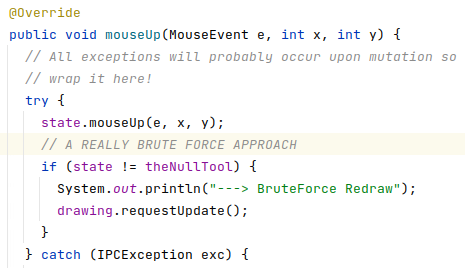 @Override
public void mouseUp(MouseEvent e, int x, int y) {
// All exceptions will probably occur upon mutation so
// wrap it here!
try {
state.mouseUp(e, x, y);
// A REALLY BRUTE FORCE APPROACH
if (state != theNullTool) {
System.out.println("---> BruteForce Redraw");
drawing.requestUpdate();
}
} catch (IPCException exc) {